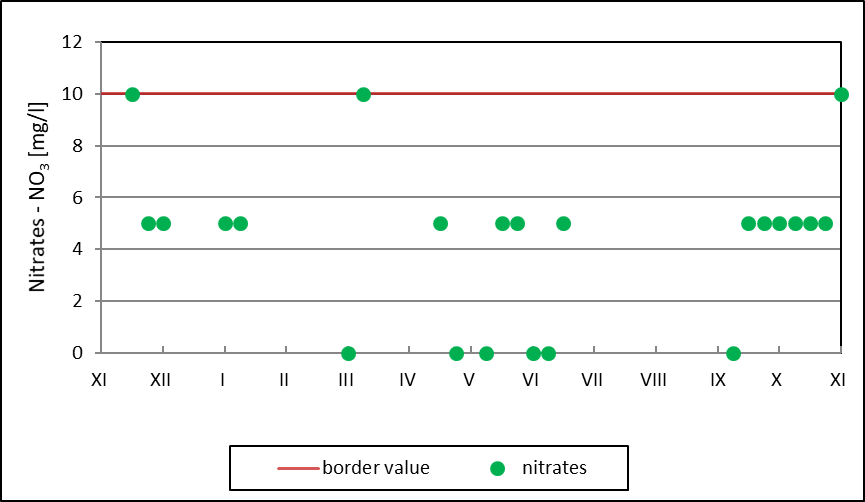 12
10
8
6
4
2
0
Nitrates - NO₃ [mg/l]
XI XII I II III IV V VI VII VIII IX X XI
border value nitrates